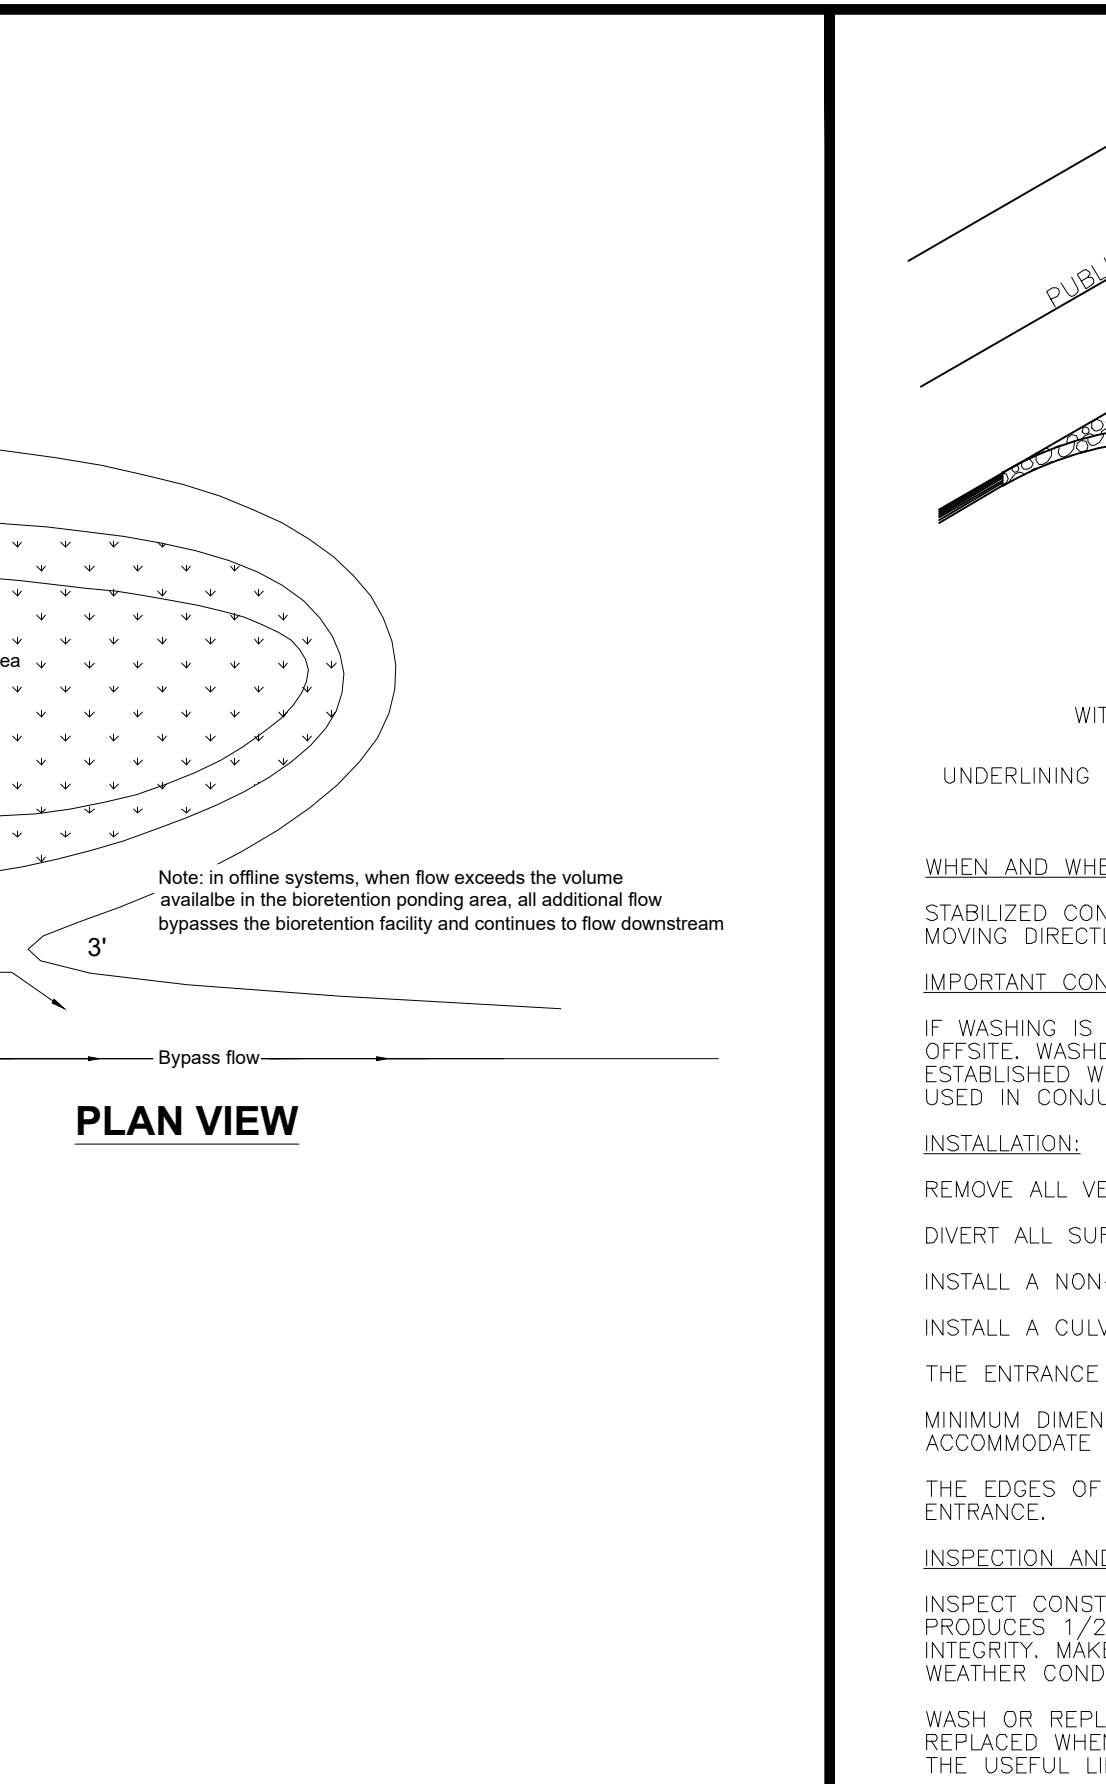 ea
Note: in offline systems, when flow exceeds the volume
availalbe in the bioretention ponding area, all additional flow
bypasses the bioretention facility and continues to flow downstream
3'
Bypass flow
PLAN VIEW
PUBLI
WIT
UNDERLINING
WHEN AND WHE
STABILIZED CON
MOVING DIRECTL
IMPORTANT CON
IF WASHING IS
OFFSITE. WASHD
ESTABLISHED W
USED IN CONJU
INSTALLATION:
REMOVE ALL VE
DIVERT ALL SUR
INSTALL A NON-
INSTALL A CULV
THE ENTRANCE
MINIMUM DIMEN
ACCOMMODATE
THE EDGES OF
ENTRANCE.
INSPECTION AND
INSPECT CONST
PRODUCES 1/2
INTEGRITY. MAKE
WEATHER COND
WASH OR REPL
REPLACED WHEN
THE USEFUL LI